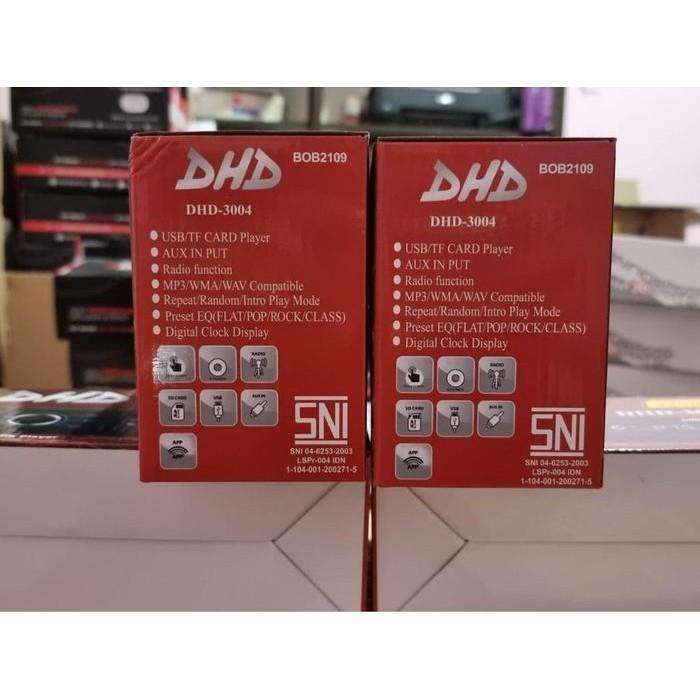 DHD
BOB2109
DHD-3004
USB/TF CARD Player
AUX IN PUT
Radio function
MP3/WMA/WAV Compatible
Repeat/Random/Intro Play Mode
Preset EQ(FLAT/POP/ROCK/CLASS)
Digital Clock Display
RADIO
SD CARD
USB
AUX IN
APP
APP
SNI
SNI 04-6253-2003
LSPr-004 IDN
1-104-001-200271-5
DHD
BOB2109
DHD-3004
USB/TF CARD Player
AUX IN PUT
Radio function
MP3/WMA/WAV Compatible
Repeat/Random/Intro Play Mode
Preset EQ(FLAT/POP/ROCK/CLASS)
Digital Clock Display
RADIO
SD CARD
USB
AUX IN
APP
APP
SNI
SNI 04-6253-2003
LSPr-004 IDN
1-104-001-200271-5
DHD
Player